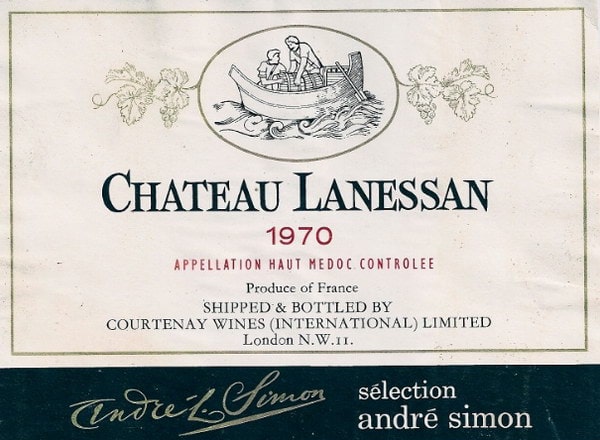 CHATEAU LANESSAN
1970
APPELLATION HAUT MEDOC CONTROLEE
Produce of France
SHIPPED & BOTTLED BY
COURTENAY WINES (INTERNATIONAL) LIMITED
London N.W.11.
André L. Simon
sélection
andré simon